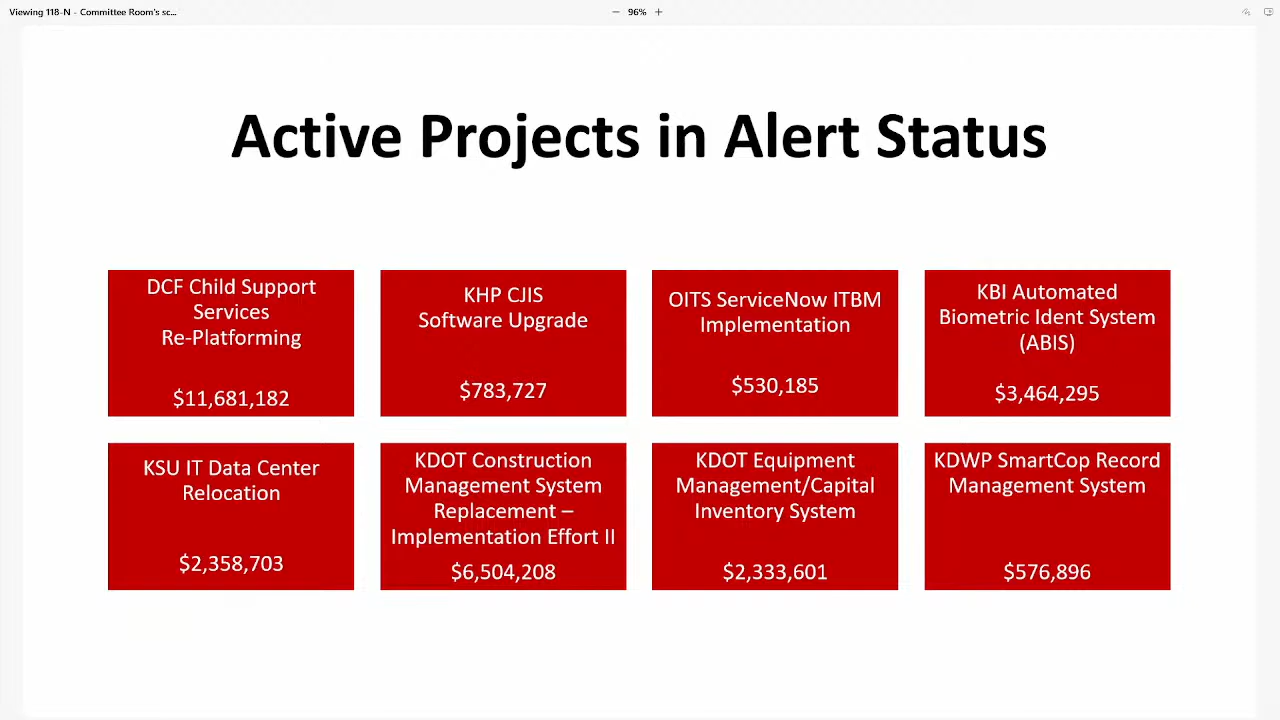 Viewing 118-N - Committee Room's sc...
96%
Active Projects in Alert Status
DCF Child Support
Services
Re-Platforming
$11,681,182
KHP CJIS
Software Upgrade
$783,727
OITS ServiceNow ITBM
Implementation
$530,185
KBI Automated
Biometric Ident System
(ABIS)
$3,464,295
KSU IT Data Center
Relocation
$2,358,703
KDOT Construction
Management System
Replacement –
Implementation Effort II
$6,504,208
KDOT Equipment
Management/Capital
Inventory System
$2,333,601
KDWP SmartCop Record
Management System
$576,896